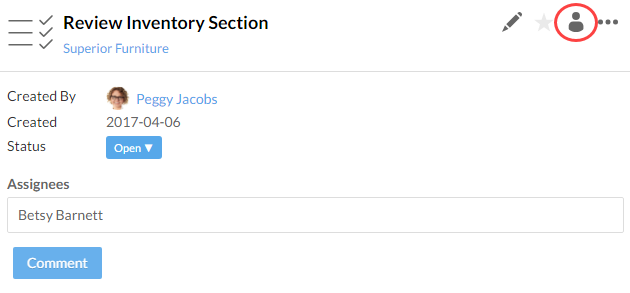 Review Inventory Section
Superior Furniture
Created By Peggy Jacobs
Created 2017-04-06
Status Open ▼
Assignees
Betsy Barnett
Comment